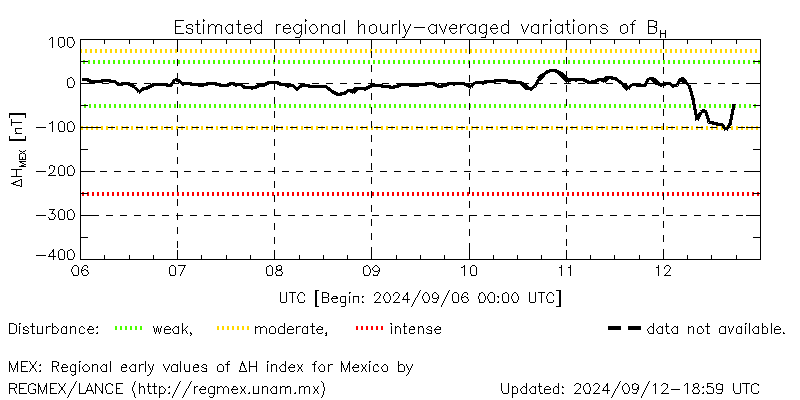 Estimated regional hourly-averaged variations of B_H
100
0
-100
-200
-300
-400
ΔH_MEX [nT]
06 07 08 09 10 11 12
UTC [Begin: 2024/09/06 00:00 UTC]
Disturbance: weak, moderate, intense data not available.
MEX: Regional early values of ΔH index for Mexico by
REGMEX/LANCE (http://regmex.unam.mx) Updated: 2024/09/12-18:59 UTC